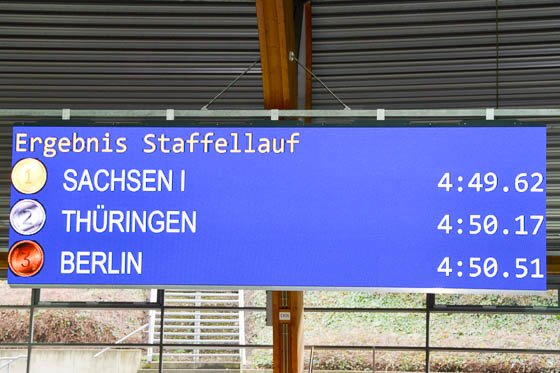 Ergebnis Staffellauf
1 SACHSEN I 4:49.62
2 THÜRINGEN 4:50.17
3 BERLIN 4:50.51